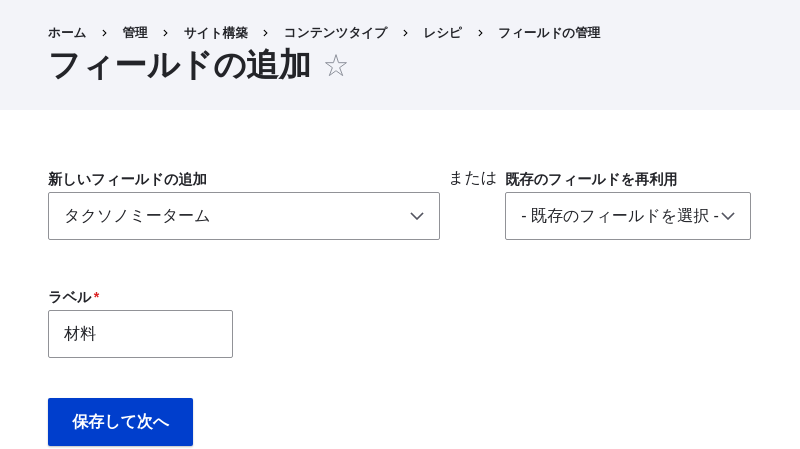 ホーム › 管理 › サイト構築 › コンテンツタイプ › レシピ › フィールドの管理
フィールドの追加 ☆
新しいフィールドの追加 または 既存のフィールドを再利用
タクソノミーターム - 既存のフィールドを選択 -
ラベル *
材料
保存して次へ